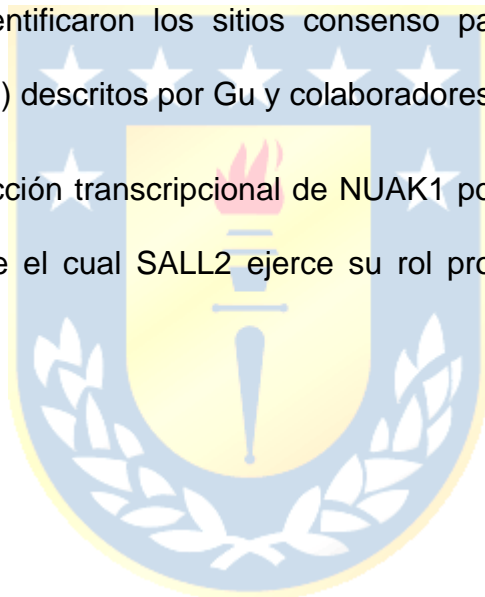 entificaron los sitios consenso pa
) descritos por Gu y colaboradores
cción transcripcional de NUAK1 po
e el cual SALL2 ejerce su rol pro